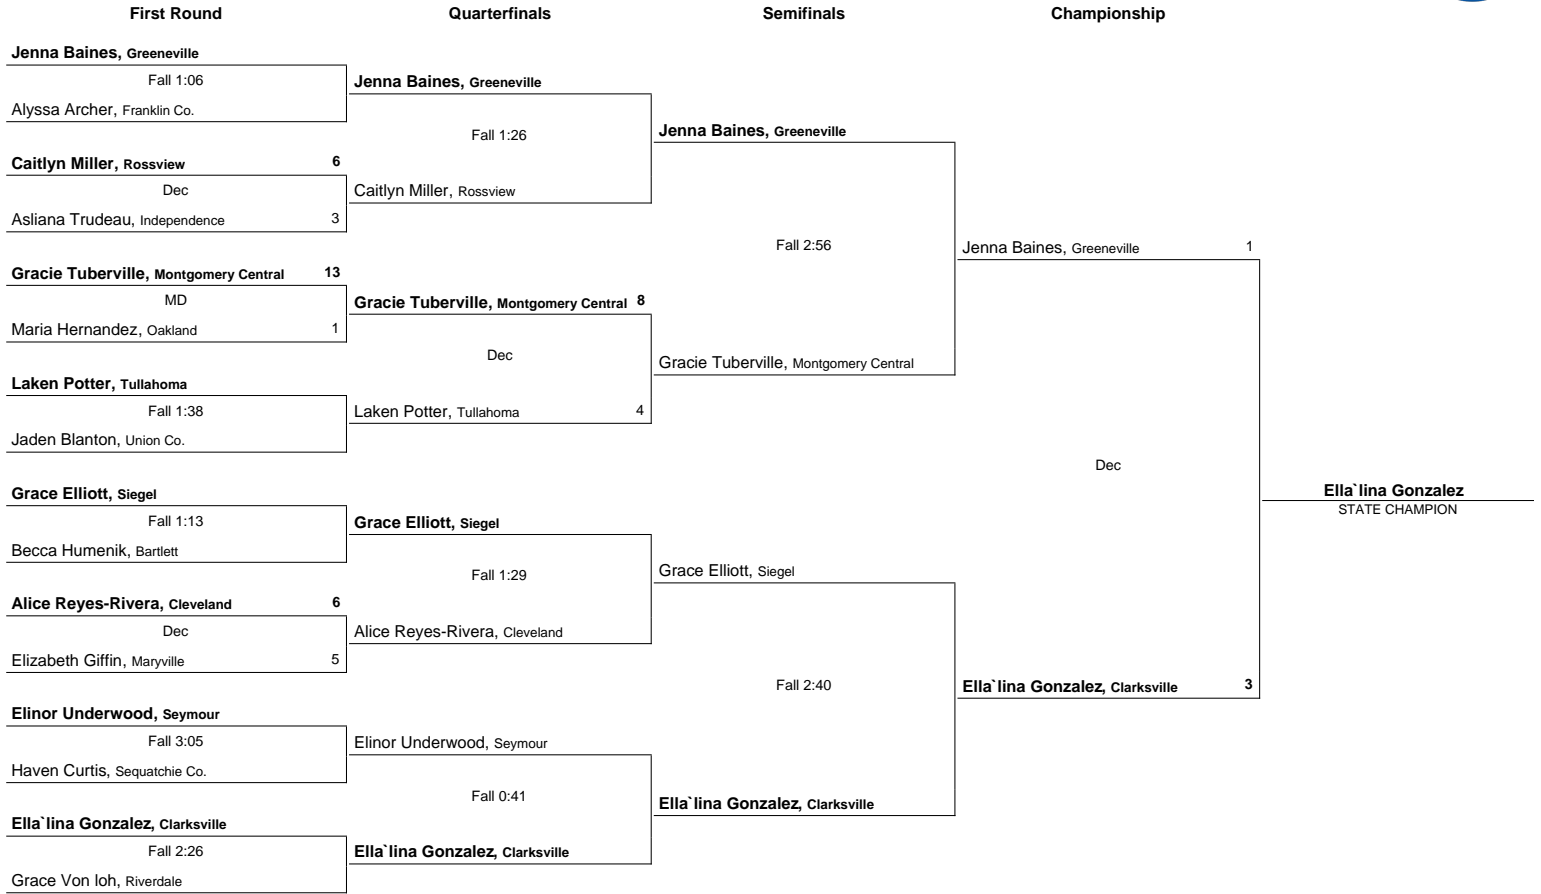 First Round
Quarterfinals
Semifinals
Championship
Jenna Baines, Greeneville
Fall 1:06
Alyssa Archer, Franklin Co.
Caitlyn Miller, Rossview 6
Dec
Asliana Trudeau, Independence 3
Gracie Tuberville, Montgomery Central 13
MD
Maria Hernandez, Oakland 1
Laken Potter, Tullahoma
Fall 1:38
Jaden Blanton, Union Co.
Grace Elliott, Siegel
Fall 1:13
Becca Humenik, Bartlett
Alice Reyes-Rivera, Cleveland 6
Dec
Elizabeth Giffin, Maryville 5
Elinor Underwood, Seymour
Fall 3:05
Haven Curtis, Sequatchie Co.
Ella`lina Gonzalez, Clarksville
Fall 2:26
Grace Von Ioh, Riverdale
Jenna Baines, Greeneville
Fall 1:26
Caitlyn Miller, Rossview
Gracie Tuberville, Montgomery Central 8
Dec
Laken Potter, Tullahoma 4
Grace Elliott, Siegel
Fall 1:29
Alice Reyes-Rivera, Cleveland
Elinor Underwood, Seymour
Fall 0:41
Ella`lina Gonzalez, Clarksville
Jenna Baines, Greeneville
Fall 2:56
Gracie Tuberville, Montgomery Central
Grace Elliott, Siegel
Fall 2:40
Ella`lina Gonzalez, Clarksville
Jenna Baines, Greeneville 1
Dec
Ella`lina Gonzalez, Clarksville 3
Ella`lina Gonzalez
STATE CHAMPION